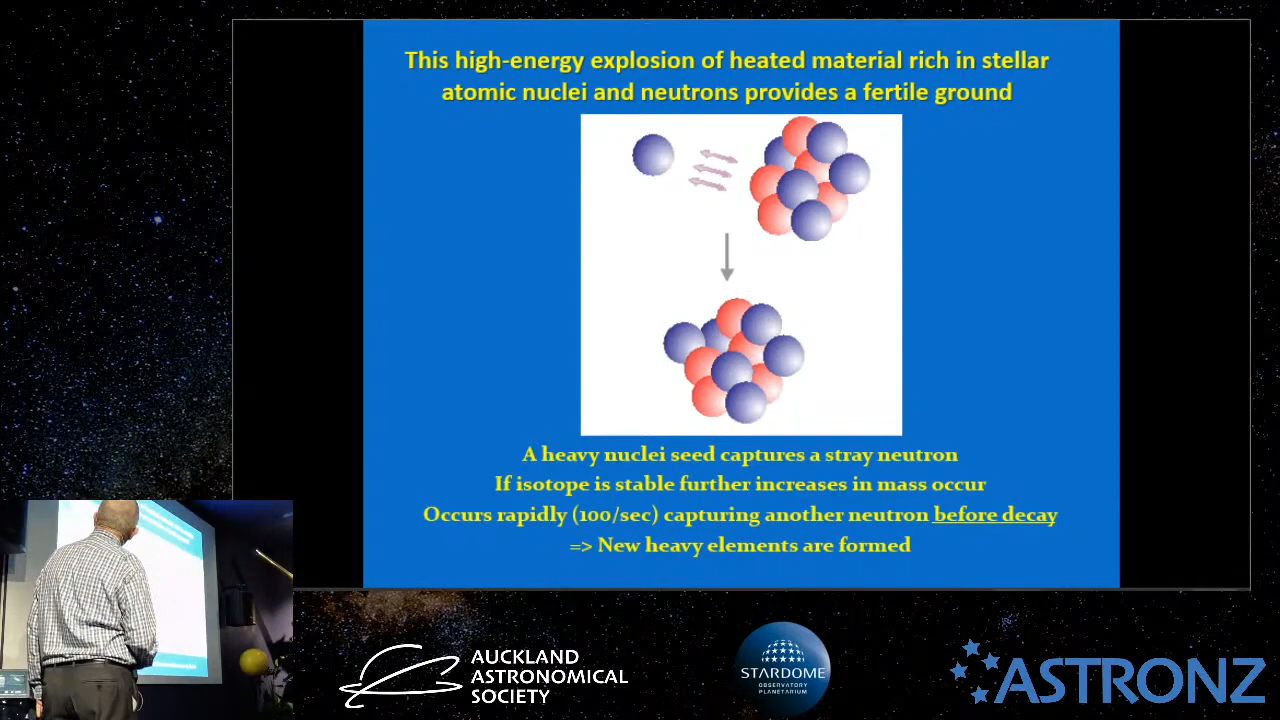 This high-energy explosion of heated material rich in stellar
atomic nuclei and neutrons provides a fertile ground
A heavy nuclei seed captures a stray neutron
If isotope is stable further increases in mass occur
Occurs rapidly (100/sec) capturing another neutron before decay
=> New heavy elements are formed
AUCKLAND
ASTRONOMICAL
SOCIETY
STARDOME
OBSERVATORY
PLANETARIUM
ASTRONZ